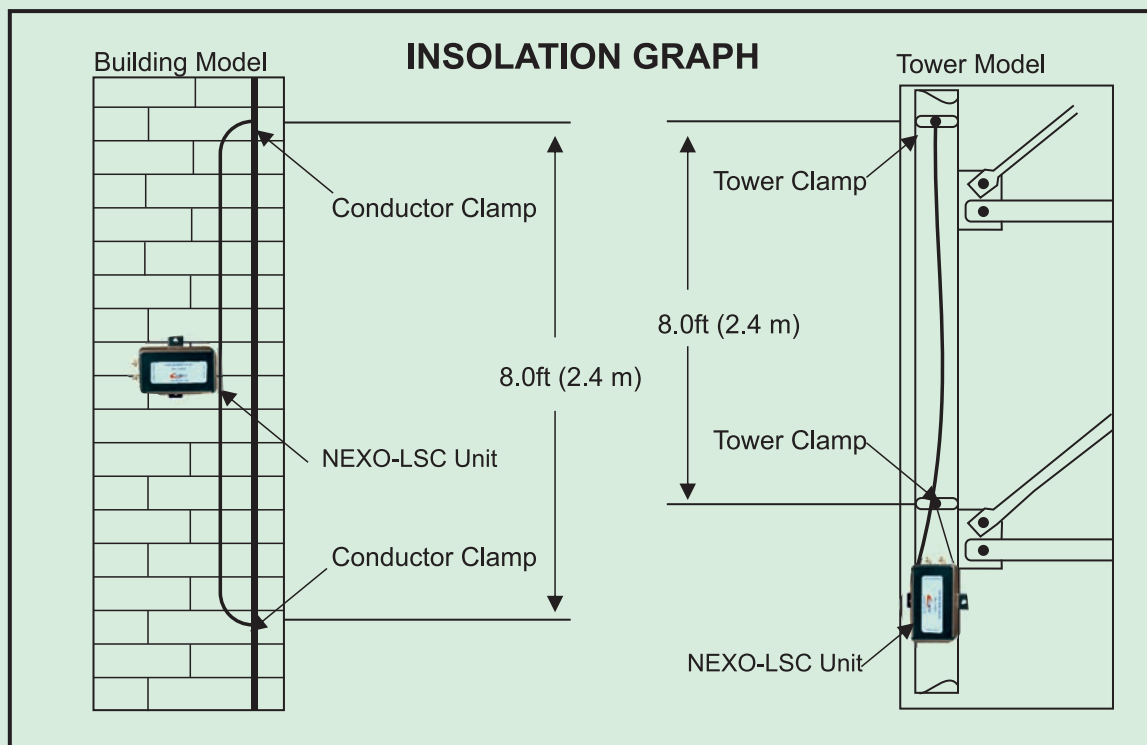 INSOLATION GRAPH
Building Model
Conductor Clamp
8.0ft (2.4 m)
NEXO-LSC Unit
Conductor Clamp
Tower Model
Tower Clamp
8.0ft (2.4 m)
Tower Clamp
NEXO-LSC Unit